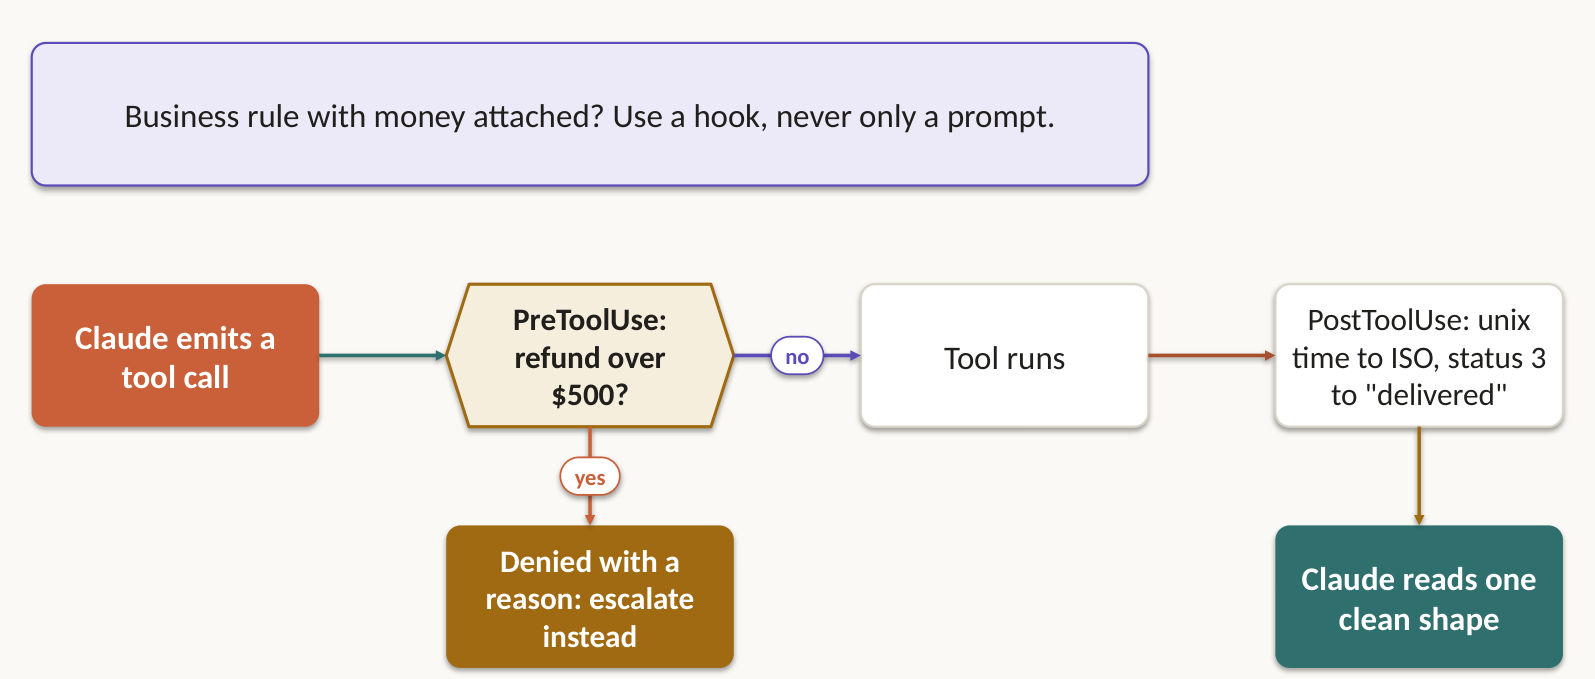 Business rule with money attached? Use a hook, never only a prompt.
Claude emits a
tool call
PreToolUse:
refund over
$500?
no
Tool runs
PostToolUse: unix
time to ISO, status 3
to "delivered"
yes
Denied with a
reason: escalate
instead
Claude reads one
clean shape